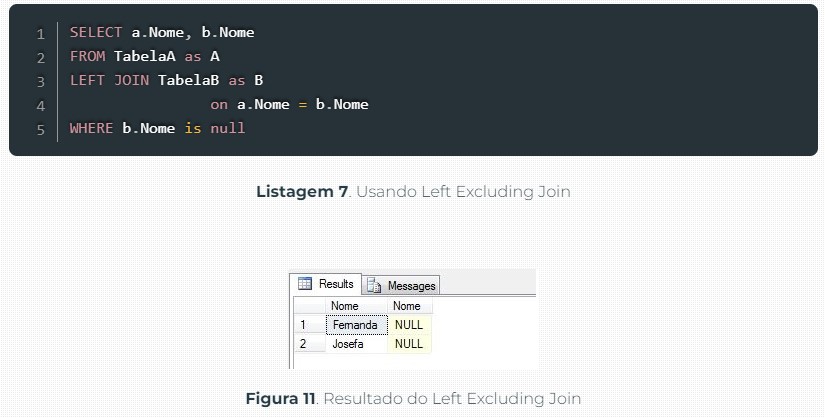 1 SELECT a.Nome, b.Nome
2 FROM TabelaA as A
3 LEFT JOIN TabelaB as B
4 on a.Nome = b.Nome
5 WHERE b.Nome is null
Listagem 7. Usando Left Excluding Join
Results Messages
Nome Nome
1 Fernanda NULL
2 Josefa NULL
Figura 11. Resultado do Left Excluding Join